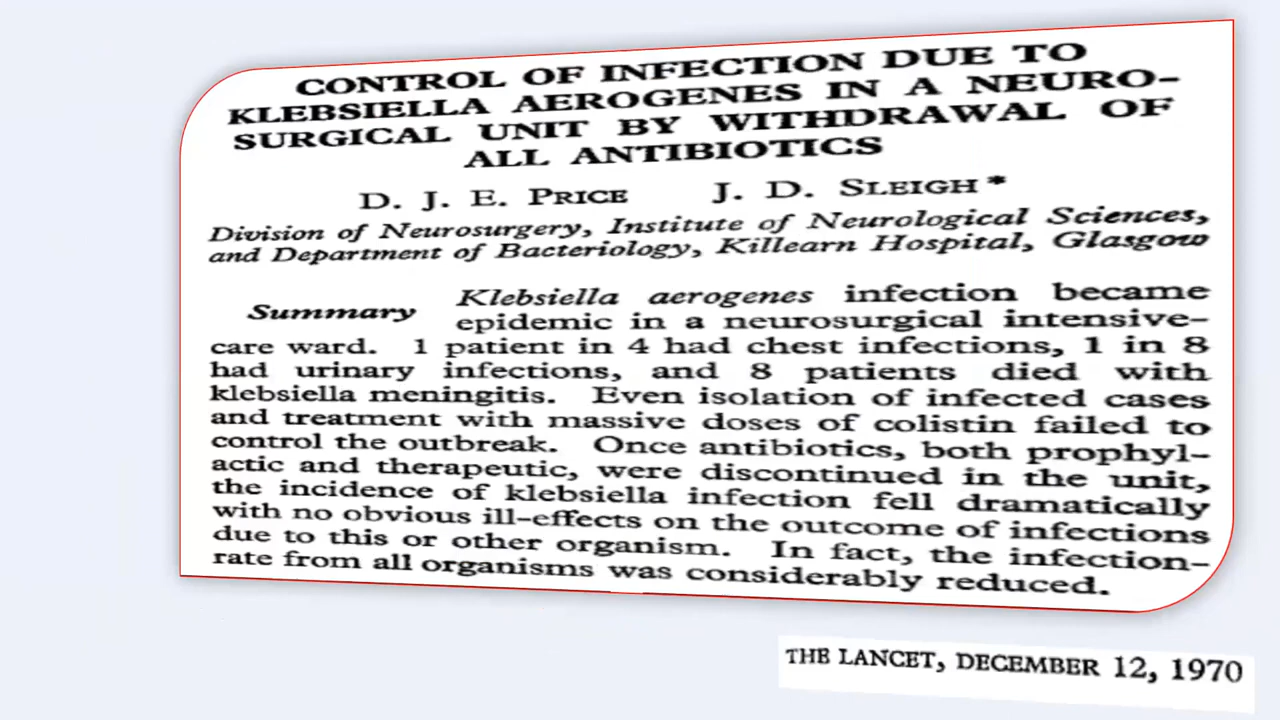 CONTROL OF INFECTION DUE TO
KLEBSIELLA AEROGENES IN A NEURO-
SURGICAL UNIT BY WITHDRAWAL OF
ALL ANTIBIOTICS
D. J. E. PRICE J. D. SLEIGH *
Division of Neurosurgery, Institute of Neurological Sciences,
and Department of Bacteriology, Killearn Hospital, Glasgow
Summary Klebsiella aerogenes infection became
epidemic in a neurosurgical intensive-
care ward. 1 patient in 4 had chest infections, 1 in 8
had urinary infections, and 8 patients died with
klebsiella meningitis. Even isolation of infected cases
and treatment with massive doses of colistin failed to
control the outbreak. Once antibiotics, both prophyl-
actic and therapeutic, were discontinued in the unit,
the incidence of klebsiella infection fell dramatically
with no obvious ill-effects on the outcome of infections
due to this or other organism. In fact, the infection-
rate from all organisms was considerably reduced.
THE LANCET, DECEMBER 12, 1970